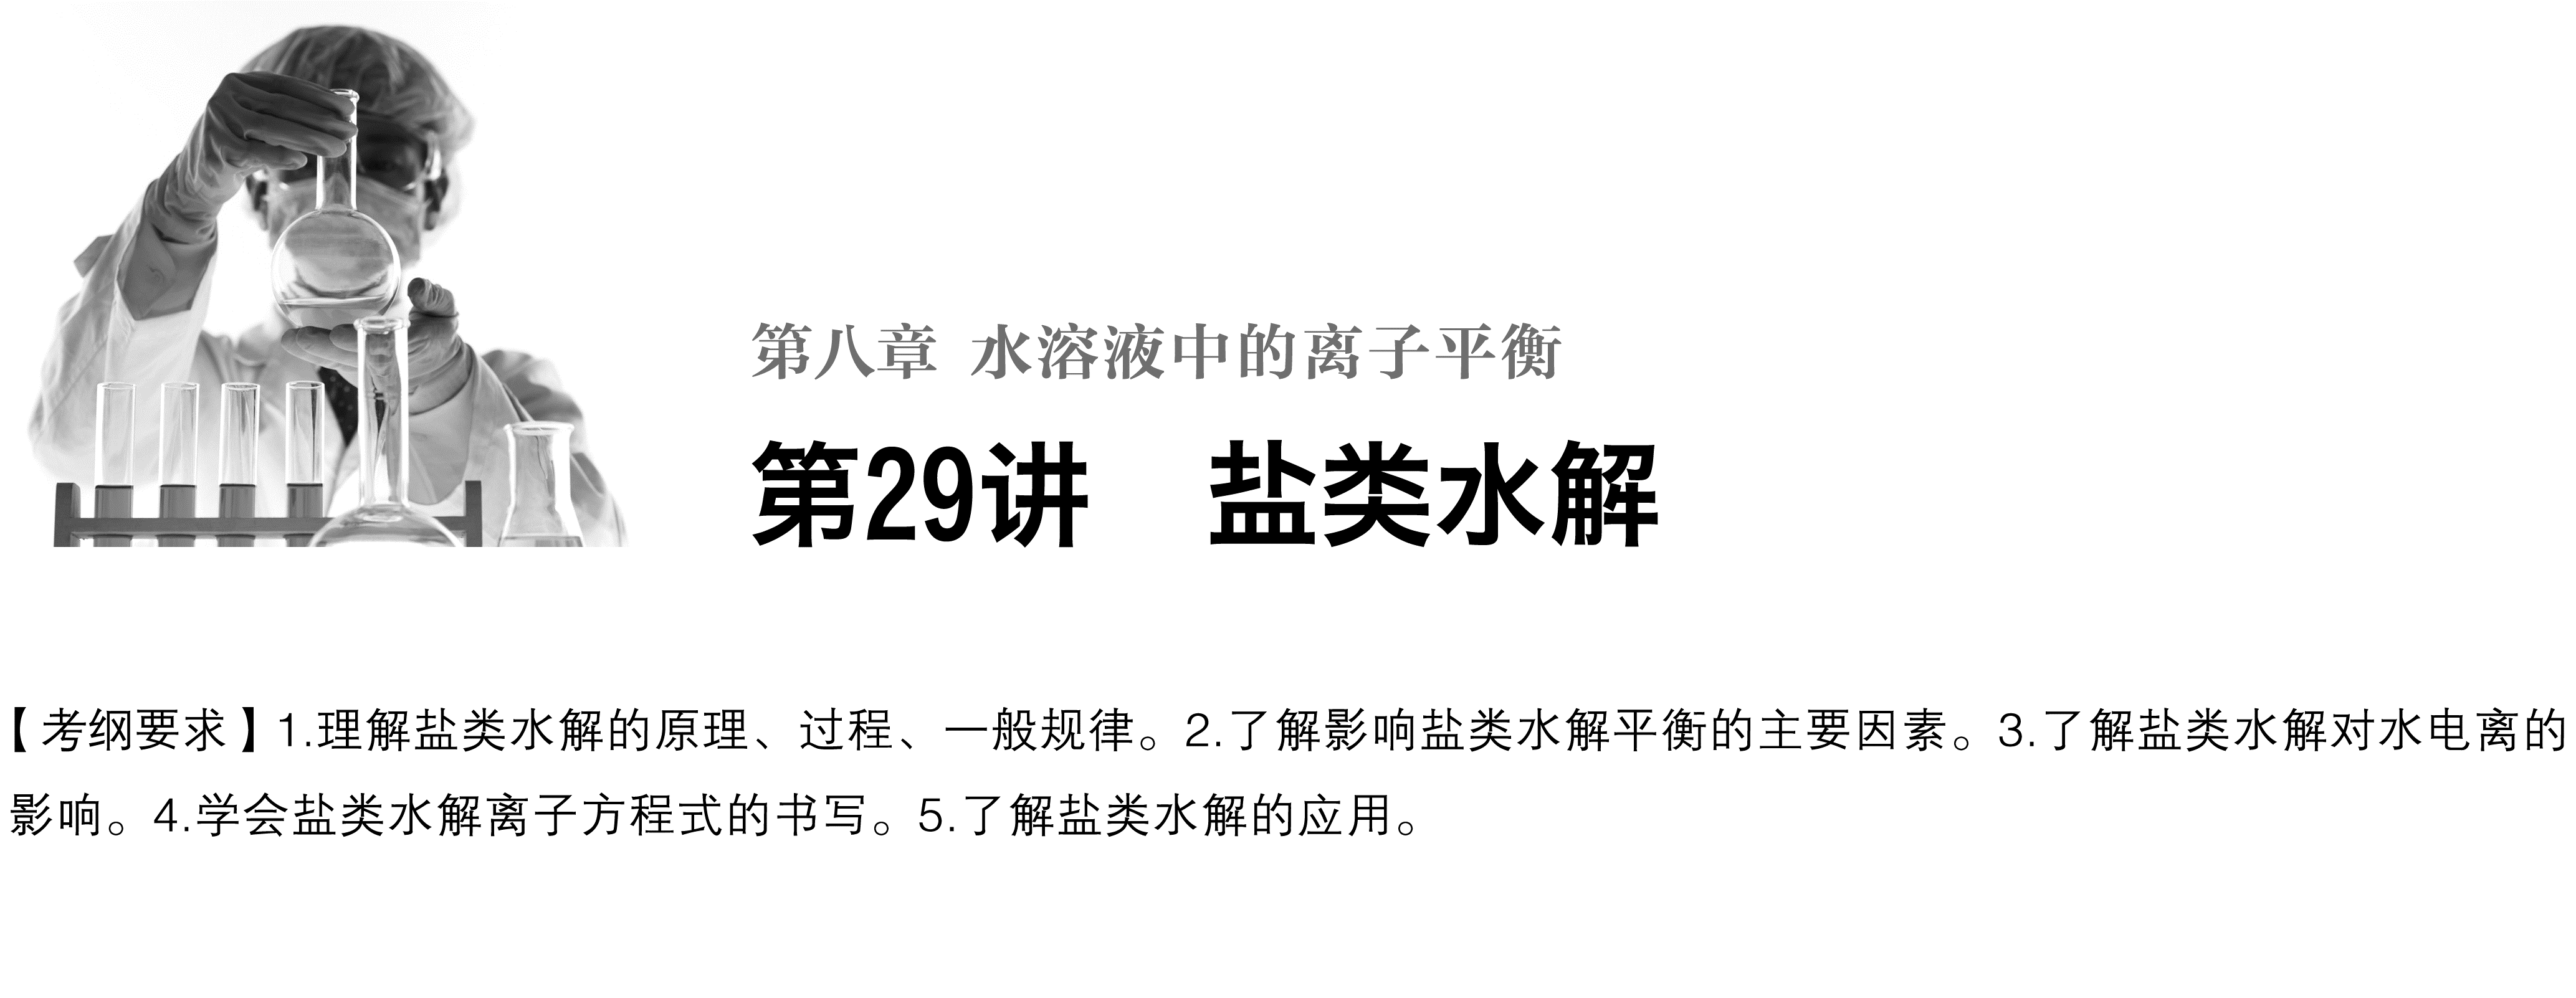 第八章 水溶液中的离子平衡
第29讲 盐类水解
【考纲要求】1.理解盐类水解的原理、过程、一般规律。2.了解影响盐类水解平衡的主要因素。3.了解盐类水解对水电离的
影响。4.学会盐类水解离子方程式的书写。5.了解盐类水解的应用。